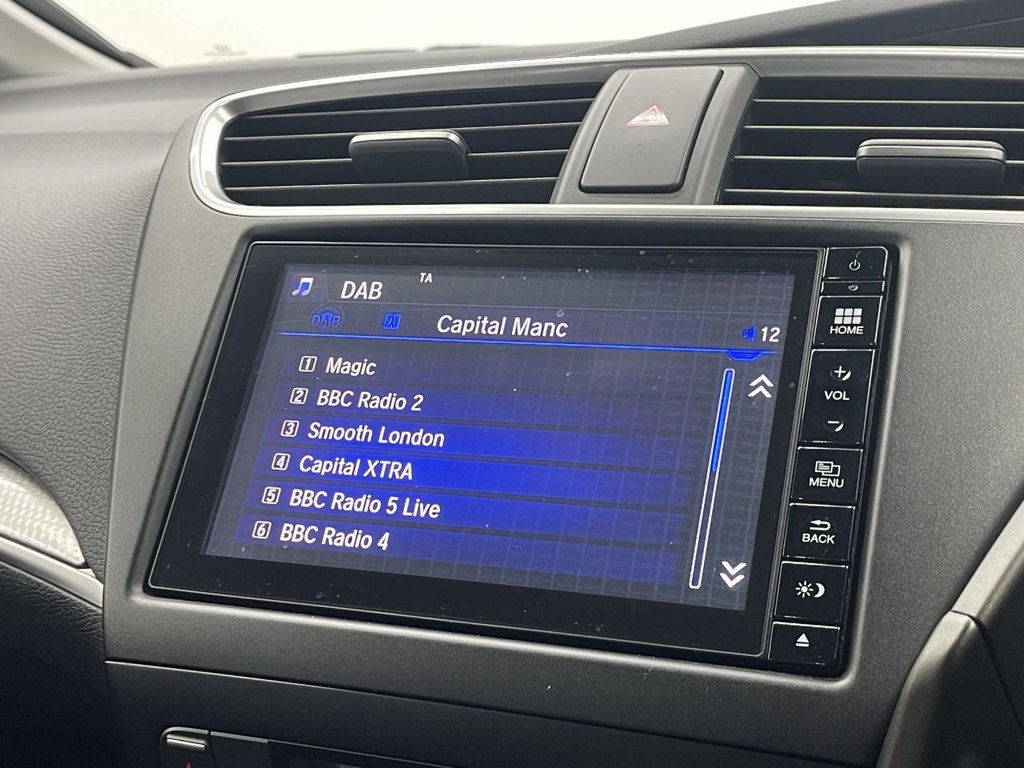 TA
DAB
DAB
Capital Manc
12
1 Magic
2 BBC Radio 2
3 Smooth London
4 Capital XTRA
5 BBC Radio 5 Live
6 BBC Radio 4
HOME
+
VOL
-
MENU
BACK